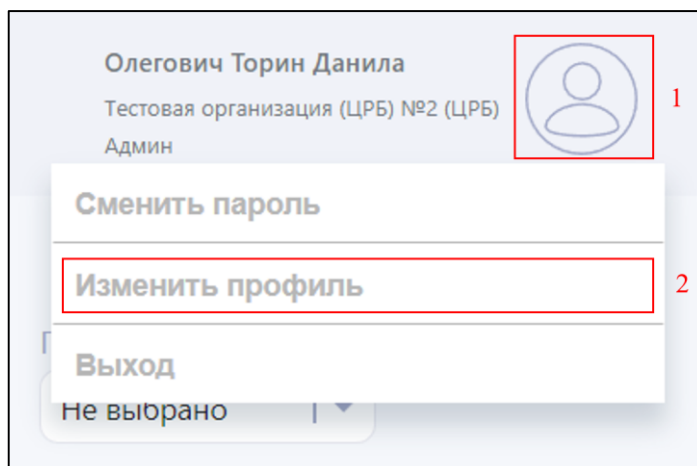 Олегович Торин Данила
Тестовая организация (ЦРБ) №2 (ЦРБ)
1
Админ
Сменить пароль
Изменить профиль
2
Выход
Не выбрано